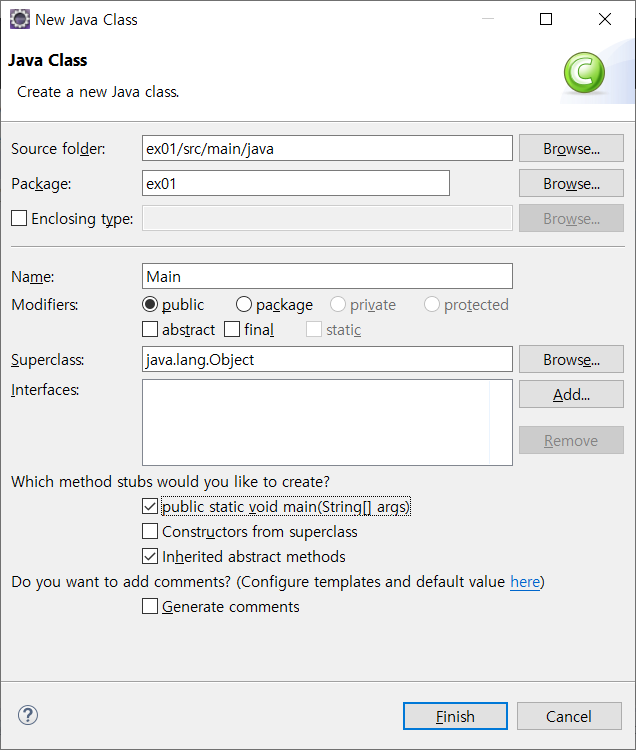 New Java Class
Java Class
Create a new Java class.
C
Source folder: ex01/src/main/java Browse...
Package: ex01 Browse...
Enclosing type: Browse...
Name: Main
Modifiers: public package private protected
abstract final static
Superclass: java.lang.Object Browse...
Interfaces: Add...
Remove
Which method stubs would you like to create?
public static void main(String[] args)
Constructors from superclass
Inherited abstract methods
Do you want to add comments? (Configure templates and default value here)
Generate comments
? Finish Cancel